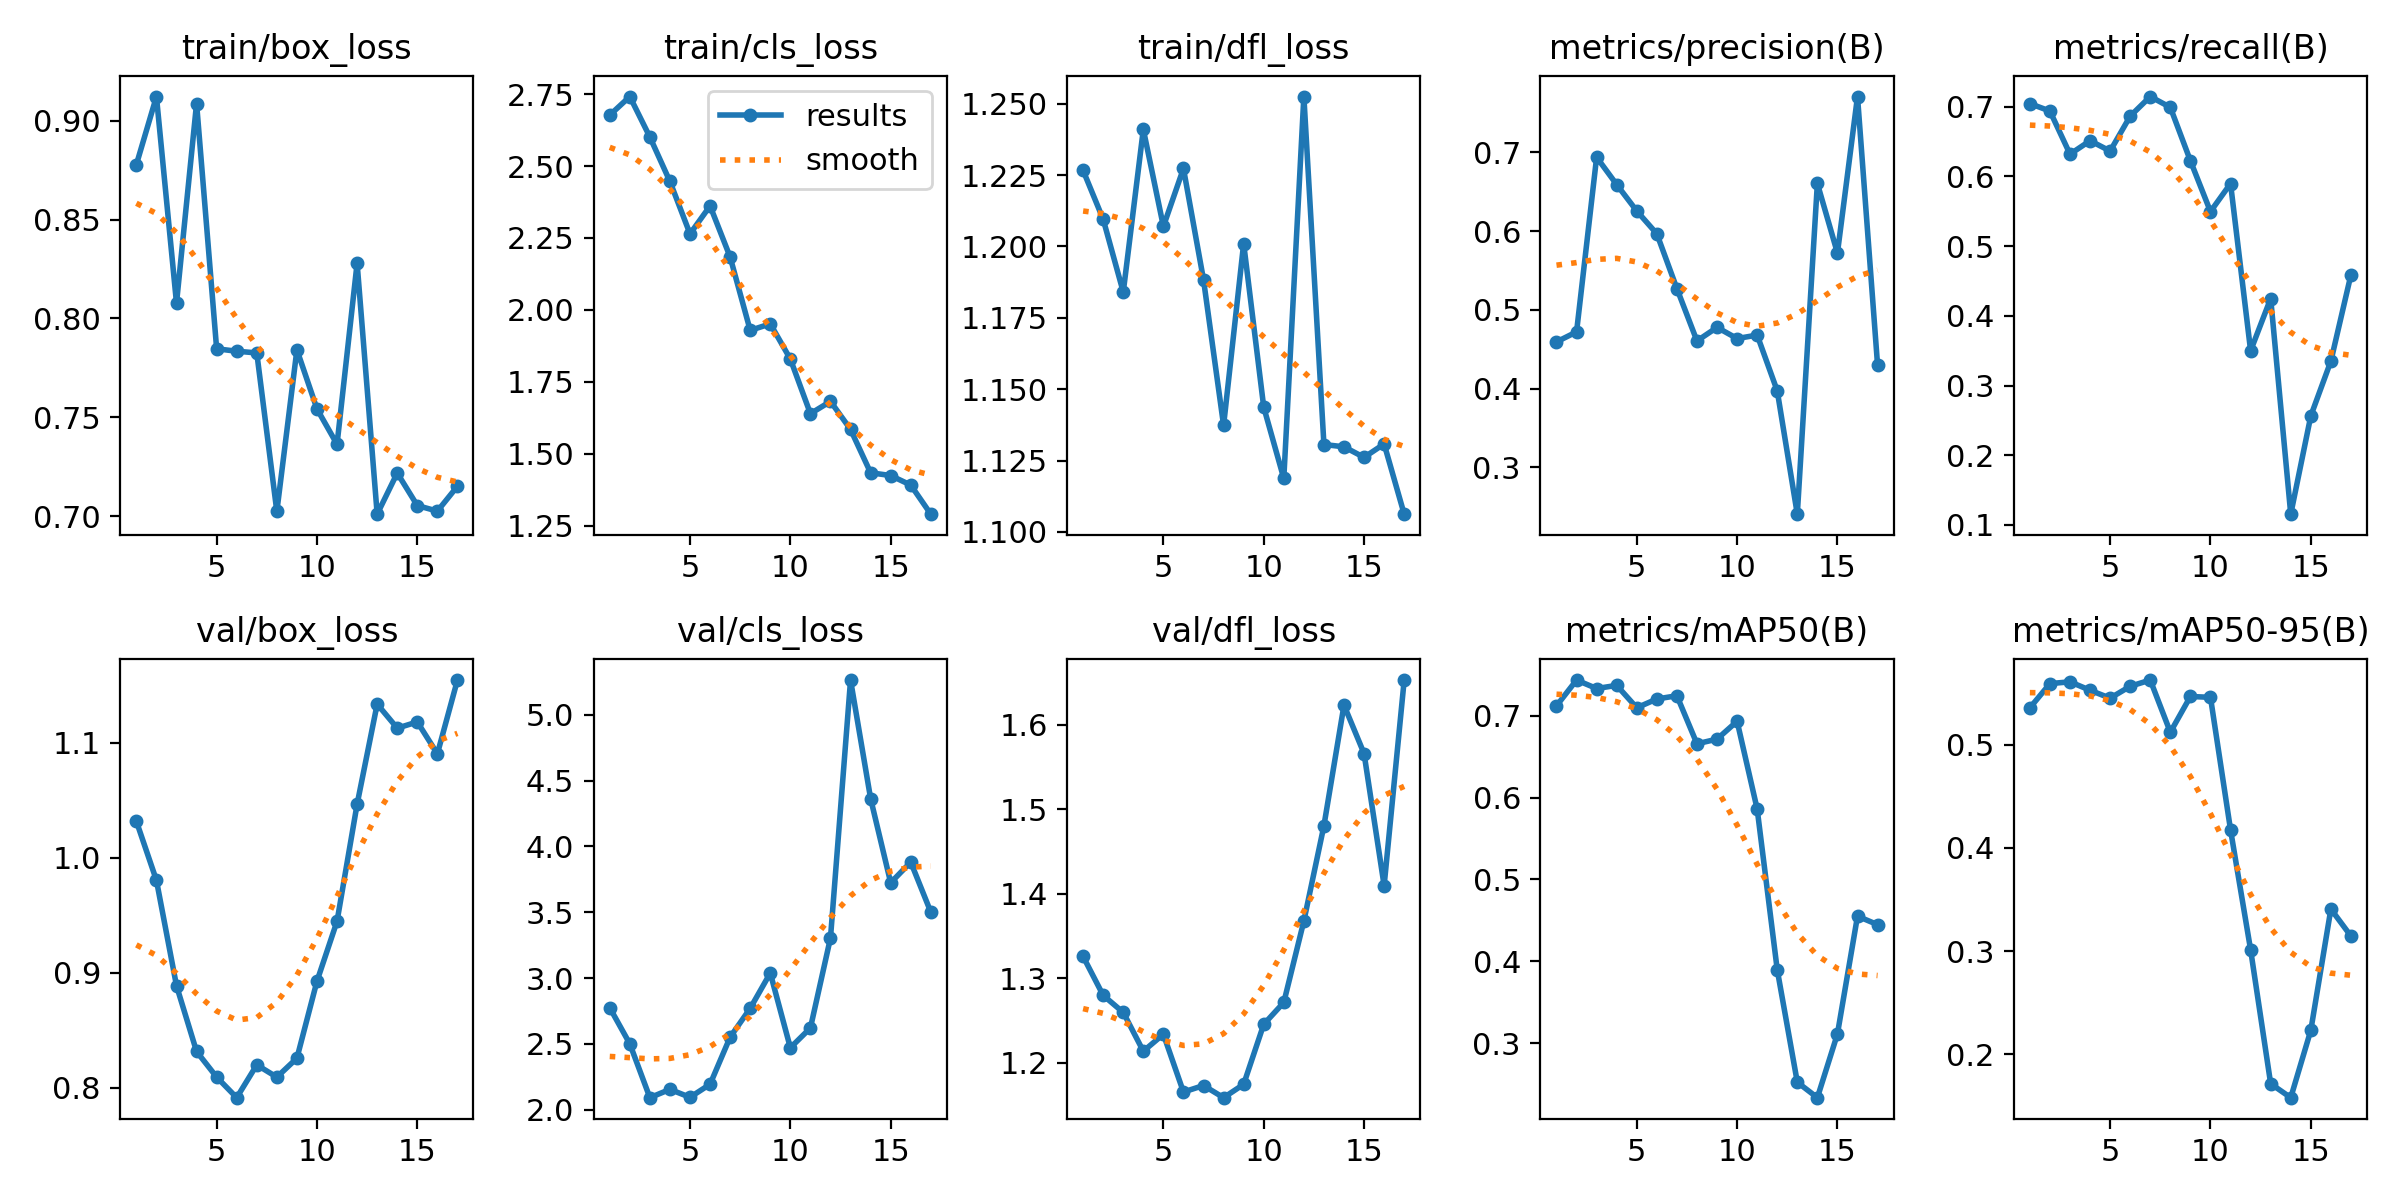 train/box_loss
train/cls_loss
train/dfl_loss
metrics/precision(B)
metrics/recall(B)
0.90
0.85
0.80
0.75
0.70
5 10 15
2.75
2.50
2.25
2.00
1.75
1.50
1.25
5 10 15
results
smooth
1.250
1.225
1.200
1.175
1.150
1.125
1.100
5 10 15
0.7
0.6
0.5
0.4
0.3
5 10 15
0.7
0.6
0.5
0.4
0.3
0.2
0.1
5 10 15
val/box_loss
val/cls_loss
val/dfl_loss
metrics/mAP50(B)
metrics/mAP50-95(B)
1.1
1.0
0.9
0.8
5 10 15
5.0
4.5
4.0
3.5
3.0
2.5
2.0
5 10 15
1.6
1.5
1.4
1.3
1.2
5 10 15
0.7
0.6
0.5
0.4
0.3
5 10 15
0.5
0.4
0.3
0.2
5 10 15